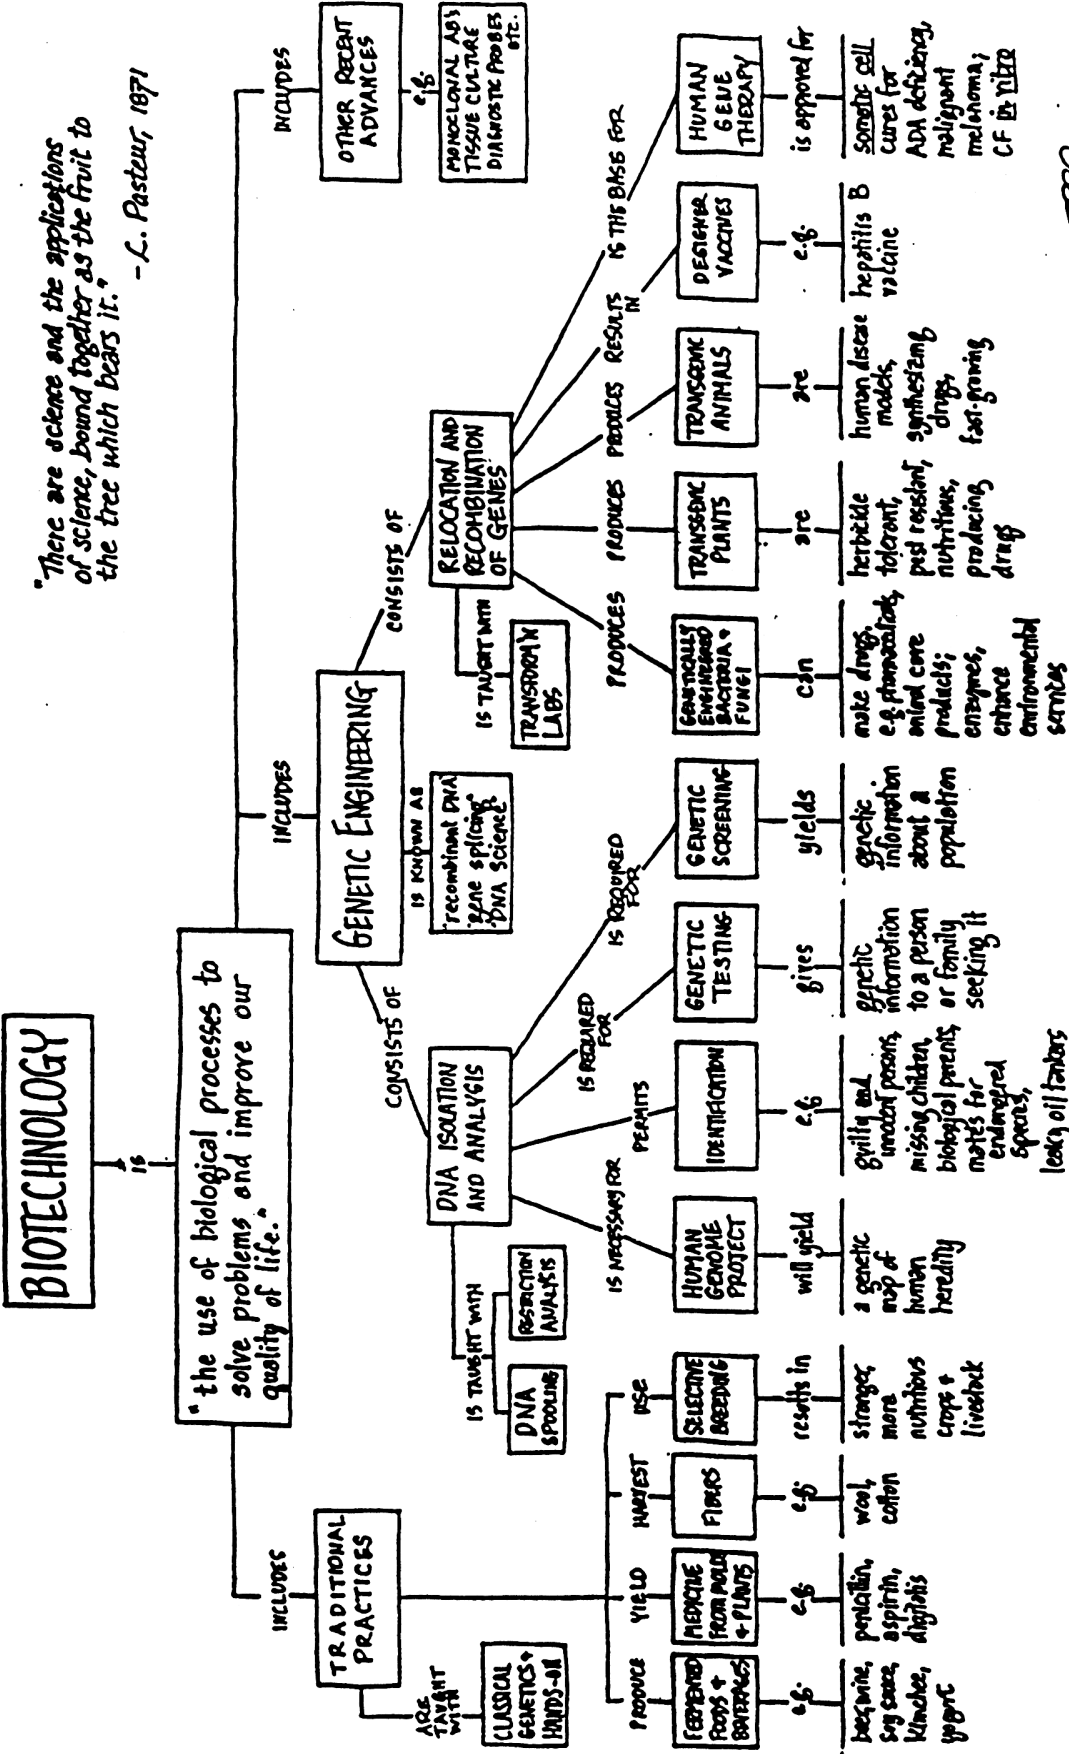 "There are science and the applications
of science, bound together as the fruit to
the tree which bears it."
-L. Pasteur, 1871
BIOTECHNOLOGY
is
"the use of biological processes to
solve problems and improve our
quality of life."
INCLUDES
INCLUDES
INCLUDES
TRADITIONAL
PRACTICES
GENETIC ENGINEERING
OTHER RECENT
ADVANCES
e.g.
MONOCLONAL AB's
TISSUE CULTURE
DIAGNOSTIC PROBES
etc.
ARE
TAUGHT
WITH
CLASSICAL
GENETICS +
HANDS-ON
CONSISTS OF
IS KNOWN AS
"recombinant DNA"
"gene splicing"
"DNA Science"
CONSISTS OF
DNA ISOLATION
AND ANALYSIS
RELOCATION AND
RECOMBINATION
OF GENES
IS TAUGHT WITH
DNA
SPOOLING
RESTRICTION
ANALYSIS
IS TAUGHT WITH
TRANSFORM'N
LABS
PRODUCE
FERMENTED
FOODS +
BEVERAGES
e.g.
beer, wine,
soy sauce,
kimchee,
yogurt
YIELD
MEDICINE
FROM MOLD
+ PLANTS
e.g.
penicillin,
aspirin,
digitalis
HARVEST
FIBERS
e.g.
wool,
cotton
USE
SELECTIVE
BREEDING
results in
stronger,
more
nutritious
crops +
livestock
IS NECESSARY FOR
HUMAN
GENOME
PROJECT
will yield
a genetic
map of
human
heredity
PERMITS
IDENTIFICATION
e.g.
guilty and
innocent persons,
missing children,
biological parents,
mates for
endangered
species,
leaky oil tankers
IS REQUIRED
FOR
GENETIC
TESTING
gives
genetic
information
to a person
or family
seeking it
IS REQUIRED
FOR
GENETIC
SCREENING
yields
genetic
information
about a
population
PRODUCES
GENETICALLY
ENGINEERED
BACTERIA +
FUNGI
can
make drugs,
e.g. pharmaceuticals,
animal care
products;
enzymes,
enhance
environmental
services
PRODUCES
TRANSGENIC
PLANTS
are
herbicide
tolerant,
pest resistant,
nutritious,
producing
drugs
PRODUCES
TRANSGENIC
ANIMALS
are
human disease
models,
synthesizing
drugs,
fast-growing
RESULTS
IN
DESIGNER
VACCINES
e.g.
hepatitis B
vaccine
IS THE BASE FOR
HUMAN
GENE
THERAPY
is approved for
somatic cell
cures for
ADA deficiency,
malignant
melanoma;
CF in vitro